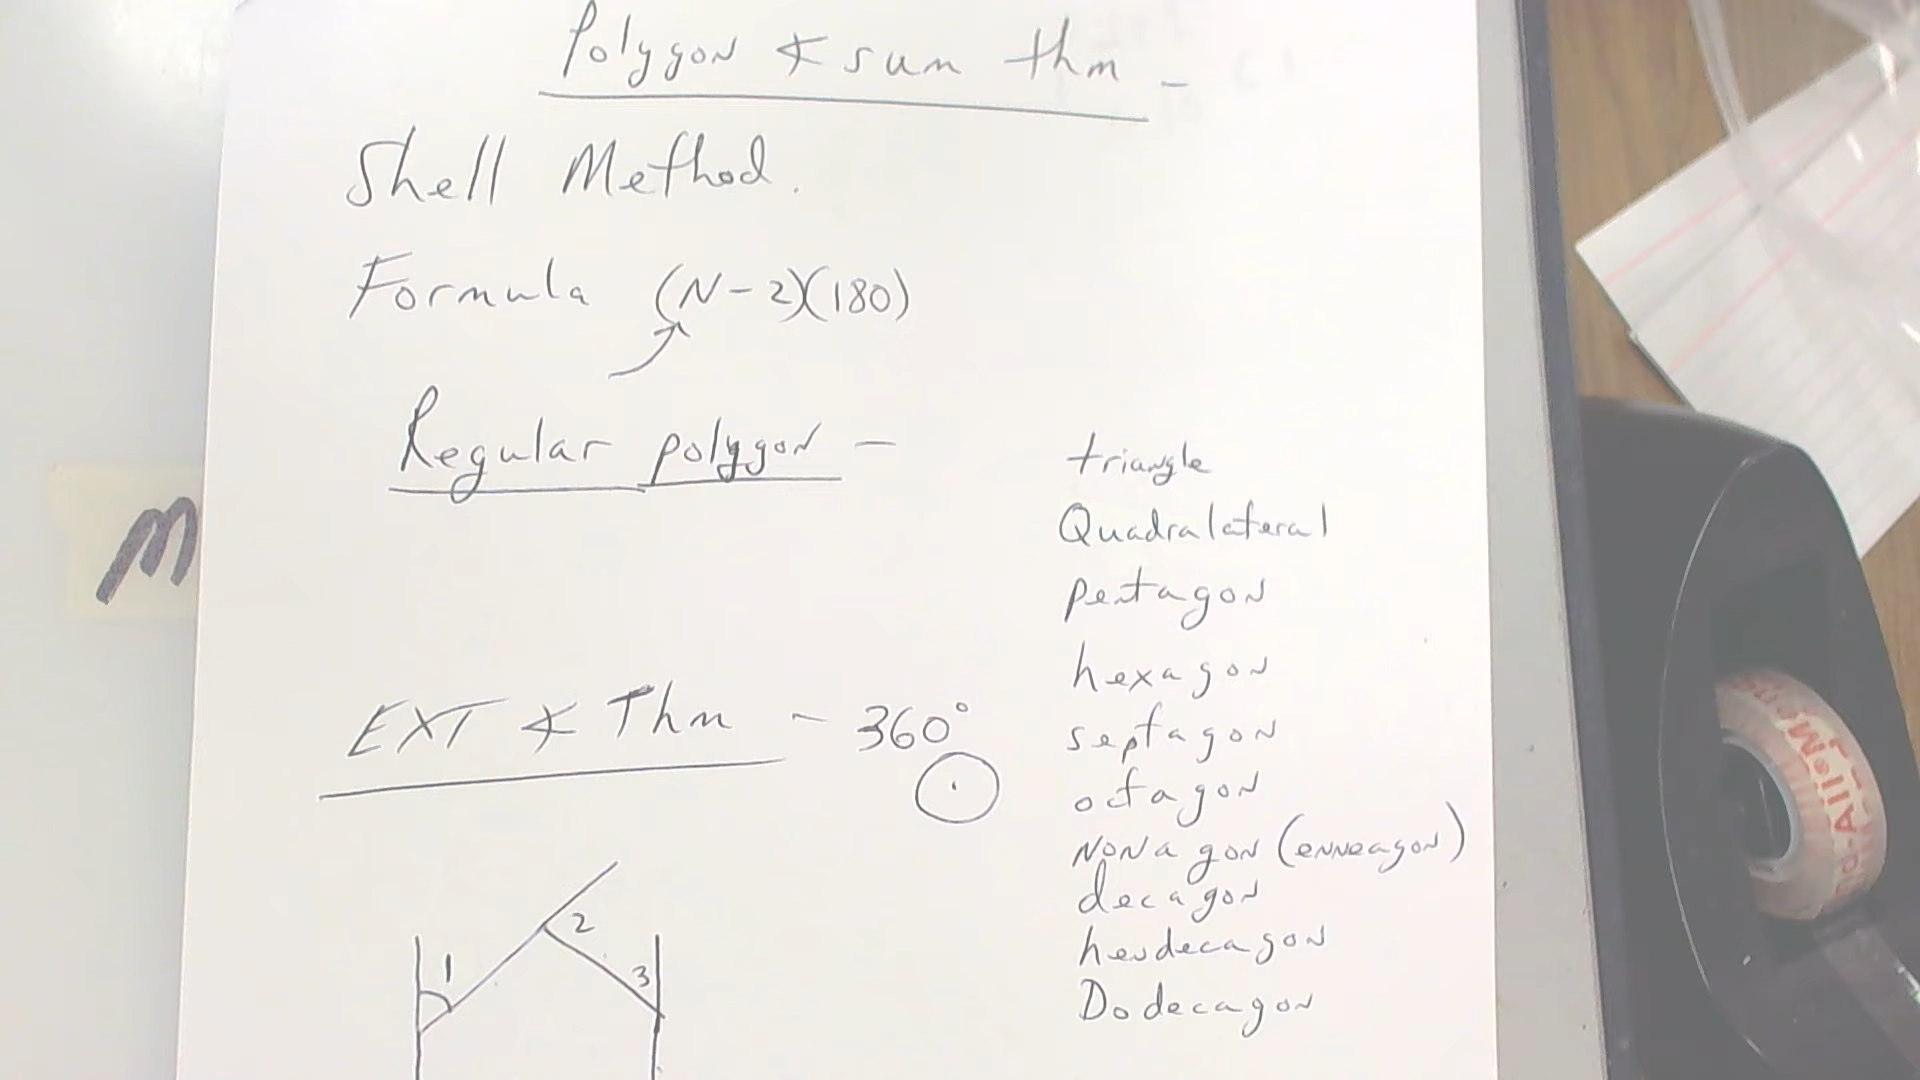 Polygon ∡ sum thm -
Shell Method.
Formula (N-2)(180)
Regular polygon -
EXT ∡ Thm - 360°
1
2
3
triangle
Quadralateral
pentagon
hexagon
septagon
octagon
NONagon (enneagon)
decagon
hendecagon
Dodecagon
M